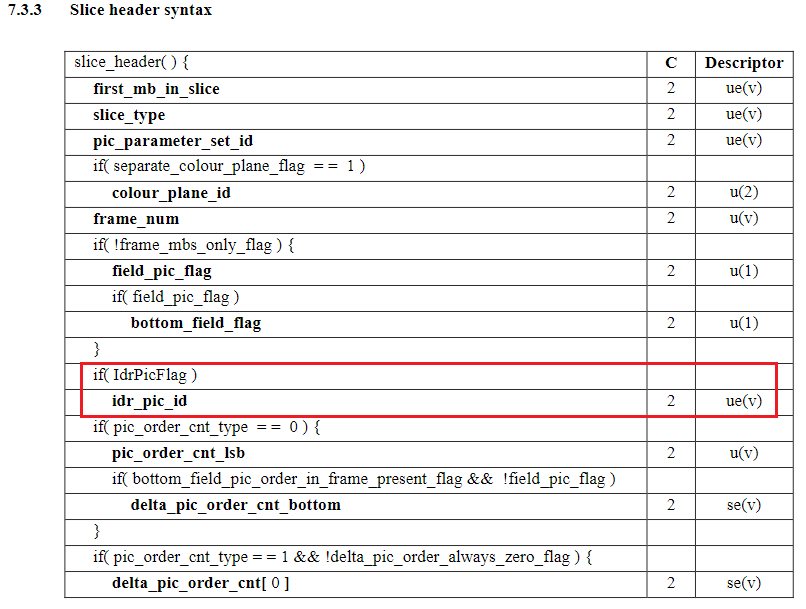 7.3.3 Slice header syntax
slice_header( ) { C Descriptor
first_mb_in_slice 2 ue(v)
slice_type 2 ue(v)
pic_parameter_set_id 2 ue(v)
if( separate_colour_plane_flag = = 1 )
colour_plane_id 2 u(2)
frame_num 2 u(v)
if( !frame_mbs_only_flag ) {
field_pic_flag 2 u(1)
if( field_pic_flag )
bottom_field_flag 2 u(1)
}
if( IdrPicFlag )
idr_pic_id 2 ue(v)
if( pic_order_cnt_type = = 0 ) {
pic_order_cnt_lsb 2 u(v)
if( bottom_field_pic_order_in_frame_present_flag && !field_pic_flag )
delta_pic_order_cnt_bottom 2 se(v)
}
if( pic_order_cnt_type = = 1 && !delta_pic_order_always_zero_flag ) {
delta_pic_order_cnt[ 0 ] 2 se(v)